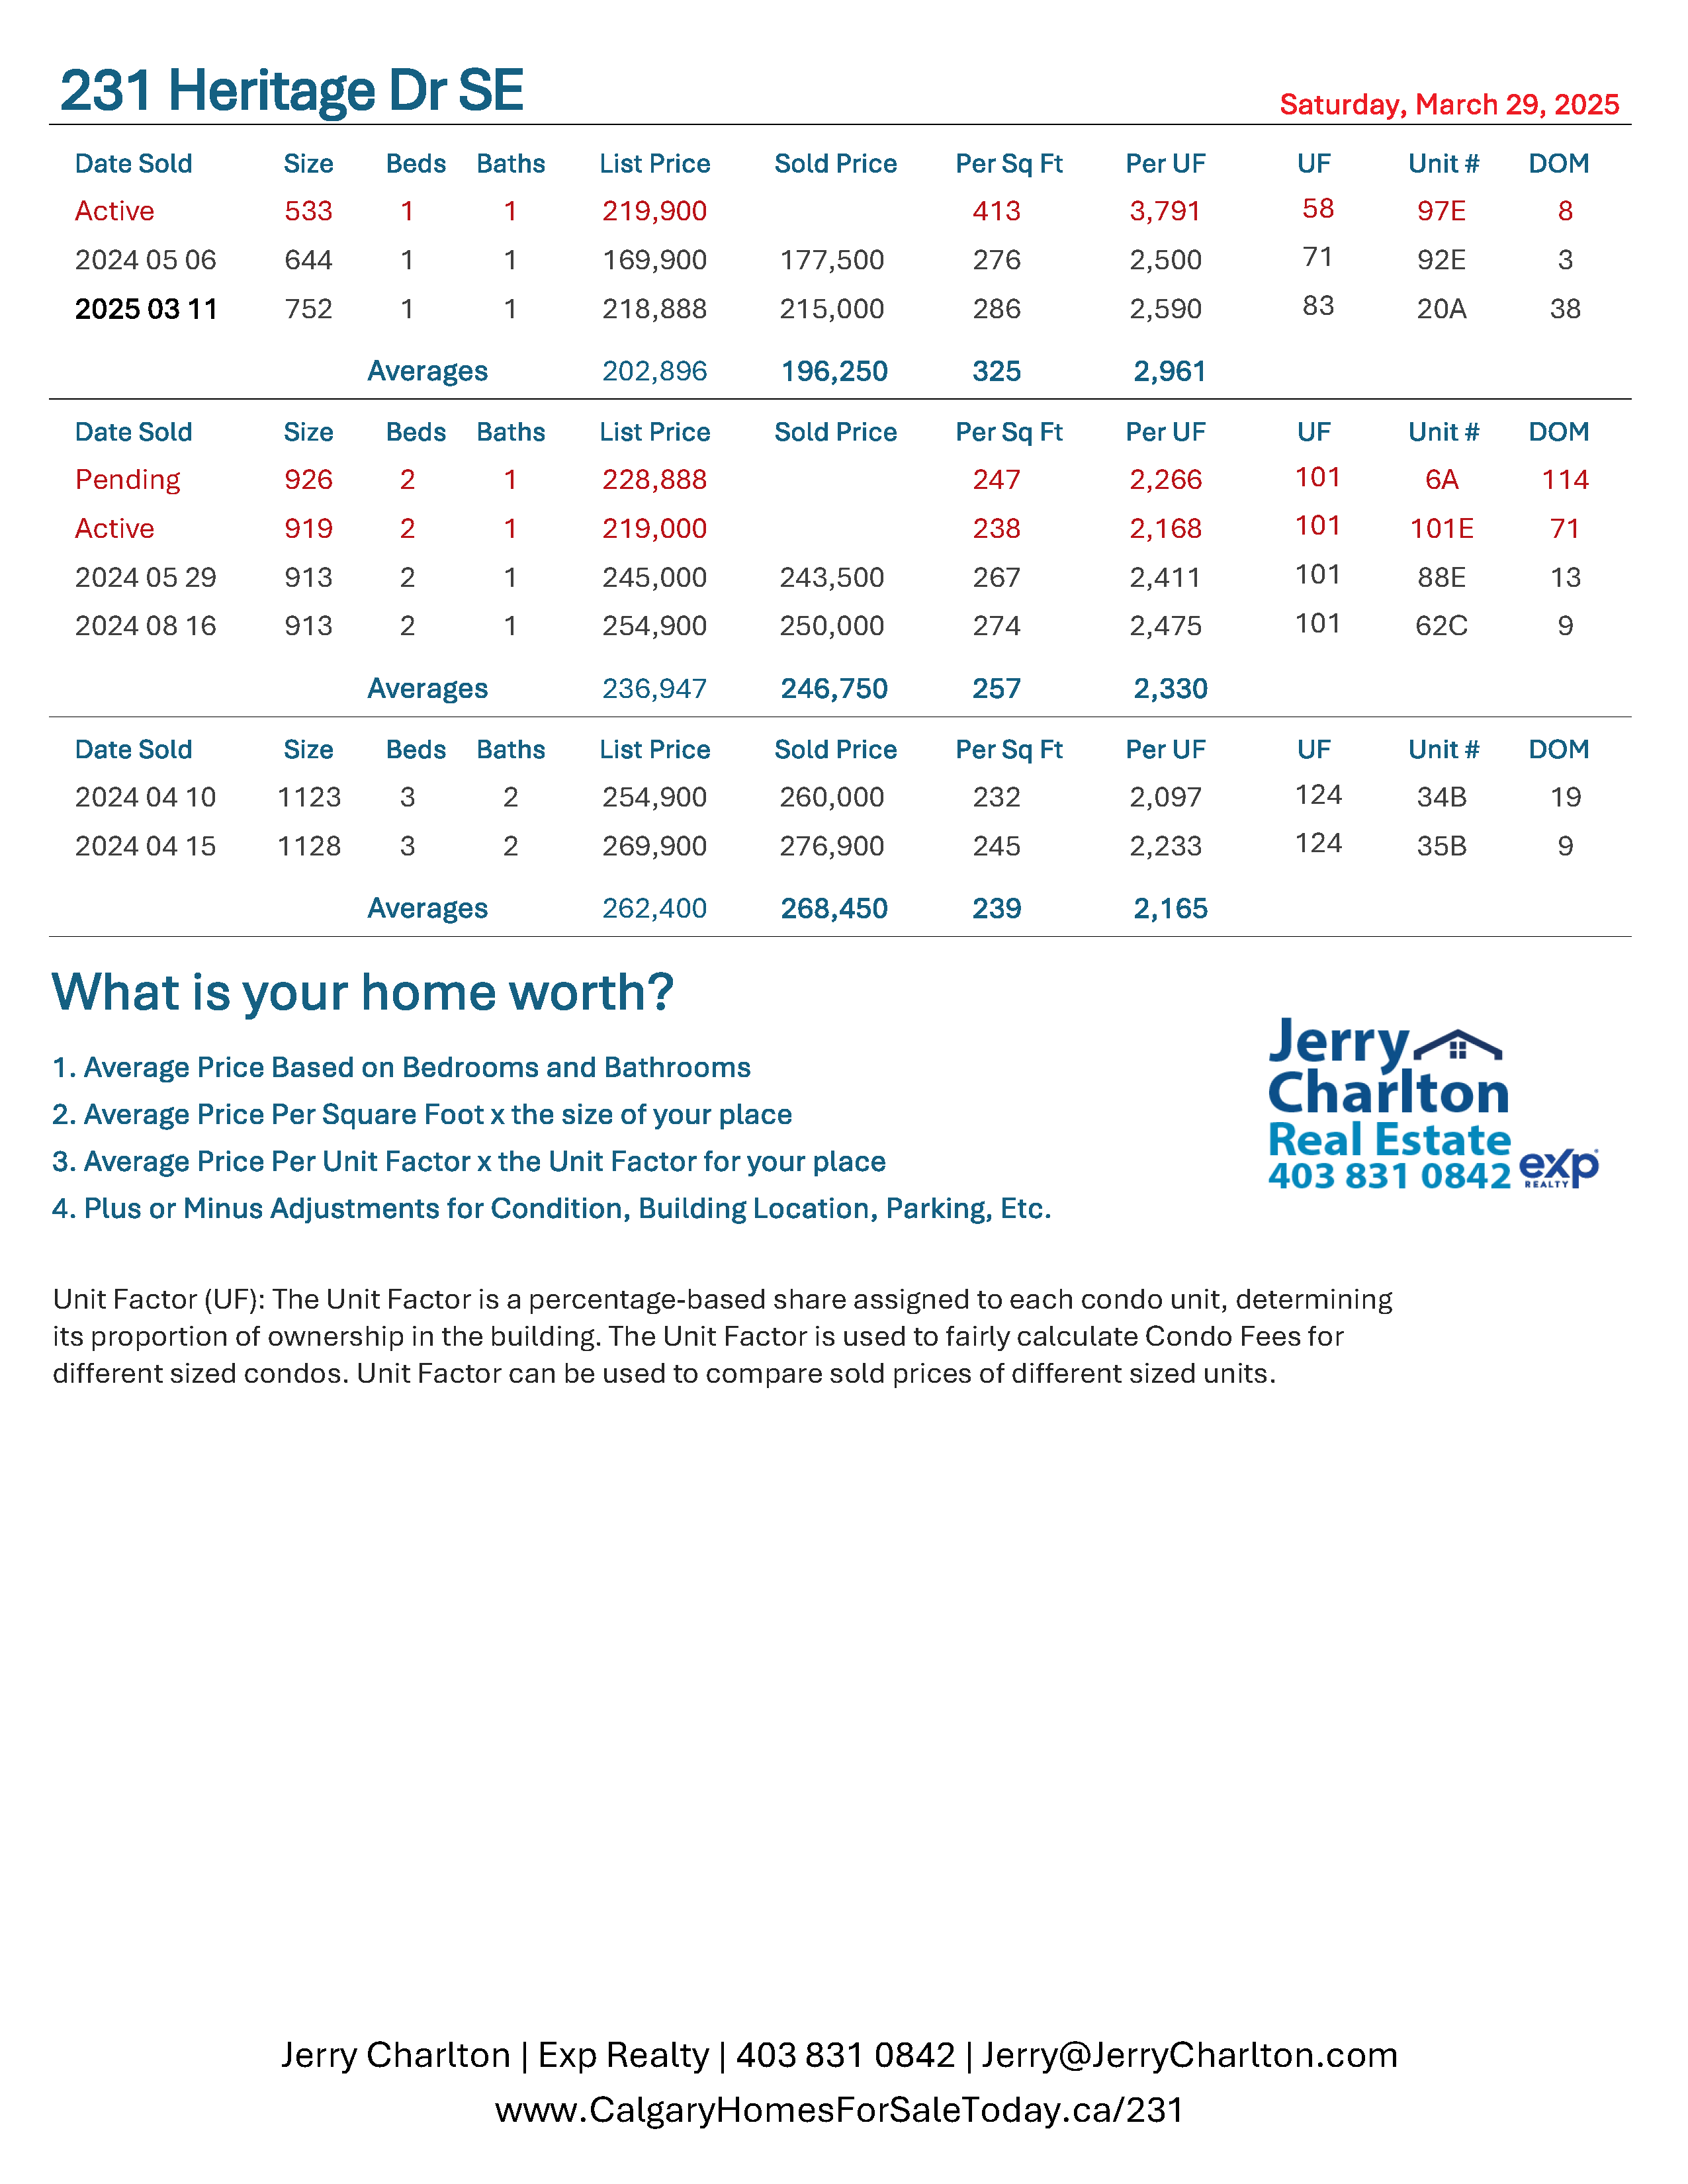 231 Heritage Dr SE
Saturday, March 29, 2025
Date Sold Size Beds Baths List Price Sold Price Per Sq Ft Per UF UF Unit # DOM
Active 533 1 1 219,900 413 3,791 58 97E 8
2024 05 06 644 1 1 169,900 177,500 276 2,500 71 92E 3
2025 03 11 752 1 1 218,888 215,000 286 2,590 83 20A 38
Averages 202,896 196,250 325 2,961
Date Sold Size Beds Baths List Price Sold Price Per Sq Ft Per UF UF Unit # DOM
Pending 926 2 1 228,888 247 2,266 101 6A 114
Active 919 2 1 219,000 238 2,168 101 101E 71
2024 05 29 913 2 1 245,000 243,500 267 2,411 101 88E 13
2024 08 16 913 2 1 254,900 250,000 274 2,475 101 62C 9
Averages 236,947 246,750 257 2,330
Date Sold Size Beds Baths List Price Sold Price Per Sq Ft Per UF UF Unit # DOM
2024 04 10 1123 3 2 254,900 260,000 232 2,097 124 34B 19
2024 04 15 1128 3 2 269,900 276,900 245 2,233 124 35B 9
Averages 262,400 268,450 239 2,165
What is your home worth?
1. Average Price Based on Bedrooms and Bathrooms
2. Average Price Per Square Foot x the size of your place
3. Average Price Per Unit Factor x the Unit Factor for your place
4. Plus or Minus Adjustments for Condition, Building Location, Parking, Etc.
Jerry
Charlton
Real Estate
403 831 0842
exp
REALTY
Unit Factor (UF): The Unit Factor is a percentage-based share assigned to each condo unit, determining
its proportion of ownership in the building. The Unit Factor is used to fairly calculate Condo Fees for
different sized condos. Unit Factor can be used to compare sold prices of different sized units.
Jerry Charlton | Exp Realty | 403 831 0842 | Jerry@JerryCharlton.com
www.CalgaryHomesForSaleToday.ca/231